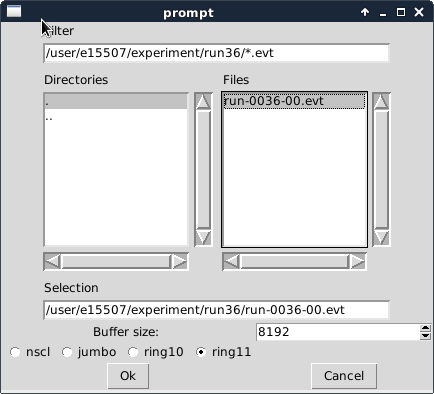 prompt
Filter
/user/e15507/experiment/run36/*.evt
Directories Files
. run-0036-00.evt
..
Selection
/user/e15507/experiment/run36/run-0036-00.evt
Buffer size: 8192
nscl jumbo ring10 ring11
Ok Cancel